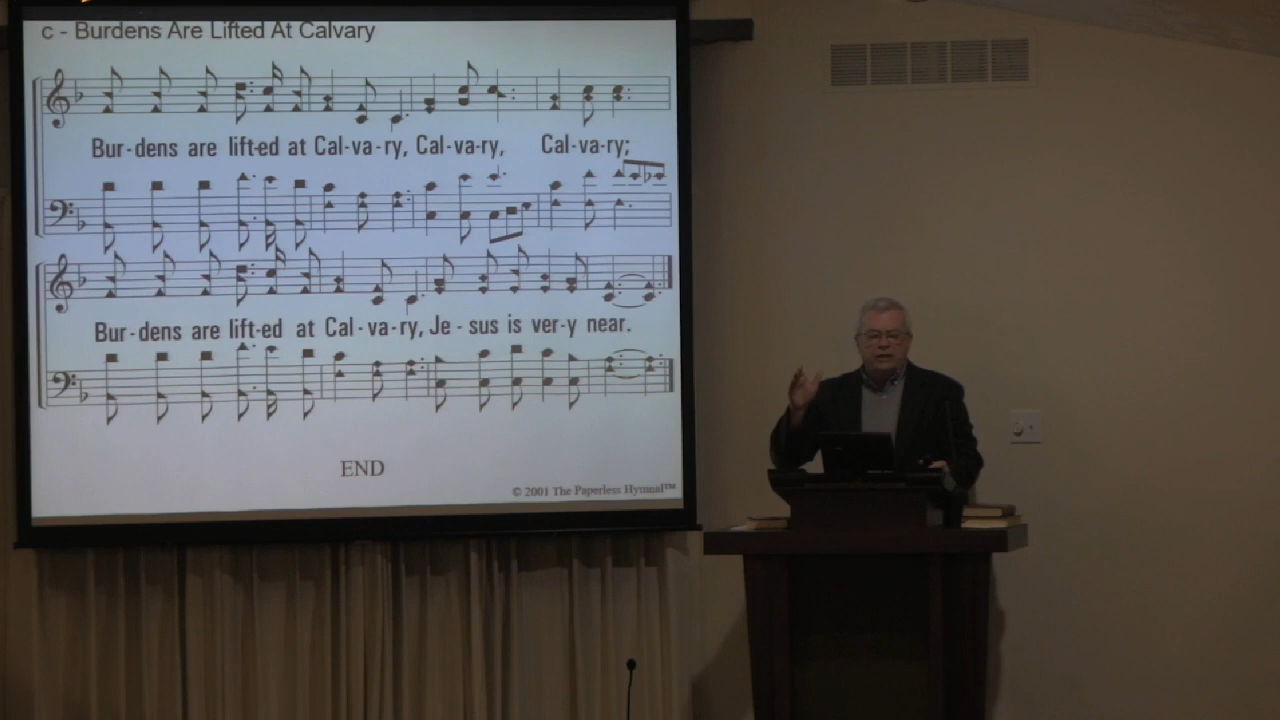 c - Burdens Are Lifted At Calvary
Bur-dens are lift-ed at Cal-va-ry, Cal-va-ry, Cal-va-ry;
Bur-dens are lift-ed at Cal-va-ry, Je-sus is ver-y near.
END
© 2001 The Paperless Hymnal™